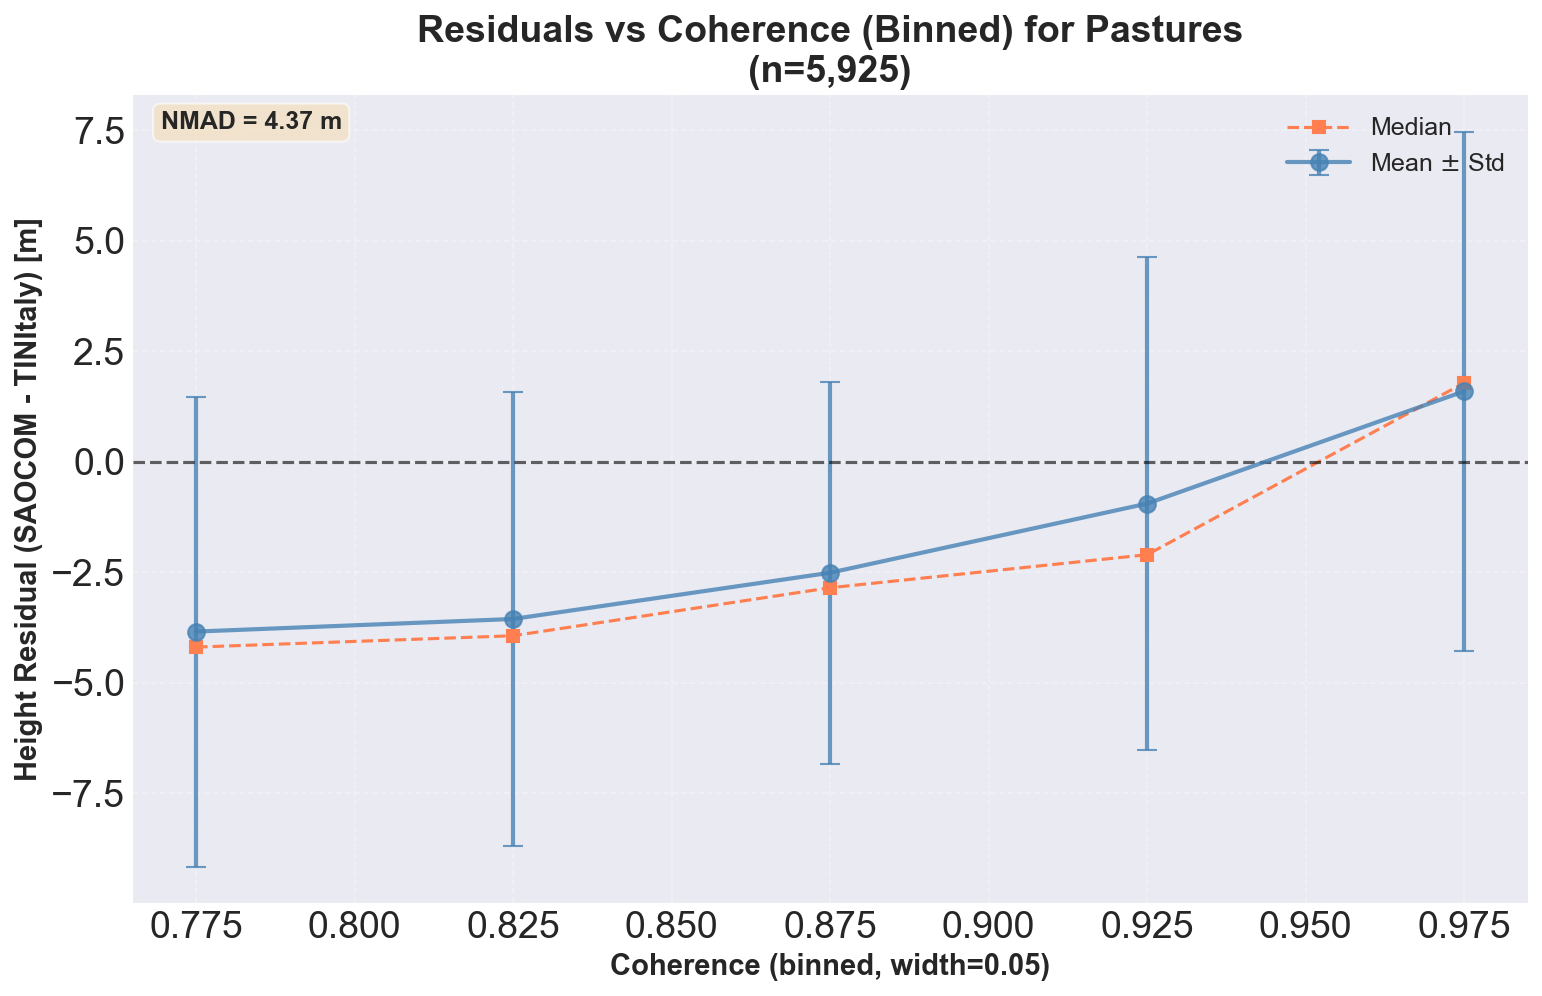 Residuals vs Coherence (Binned) for Pastures
(n=5,925)
NMAD = 4.37 m
Median
Mean ± Std
Height Residual (SAOCOM - TINItaly) [m]
7.5
5.0
2.5
0.0
−2.5
−5.0
−7.5
0.775 0.800 0.825 0.850 0.875 0.900 0.925 0.950 0.975
Coherence (binned, width=0.05)